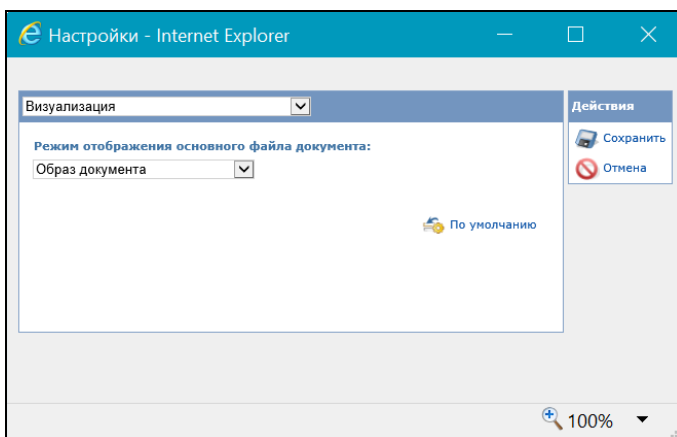 Настройки - Internet Explorer
Визуализация
Действия
Режим отображения основного файла документа:
Образ документа
Сохранить
Отмена
По умолчанию
100%